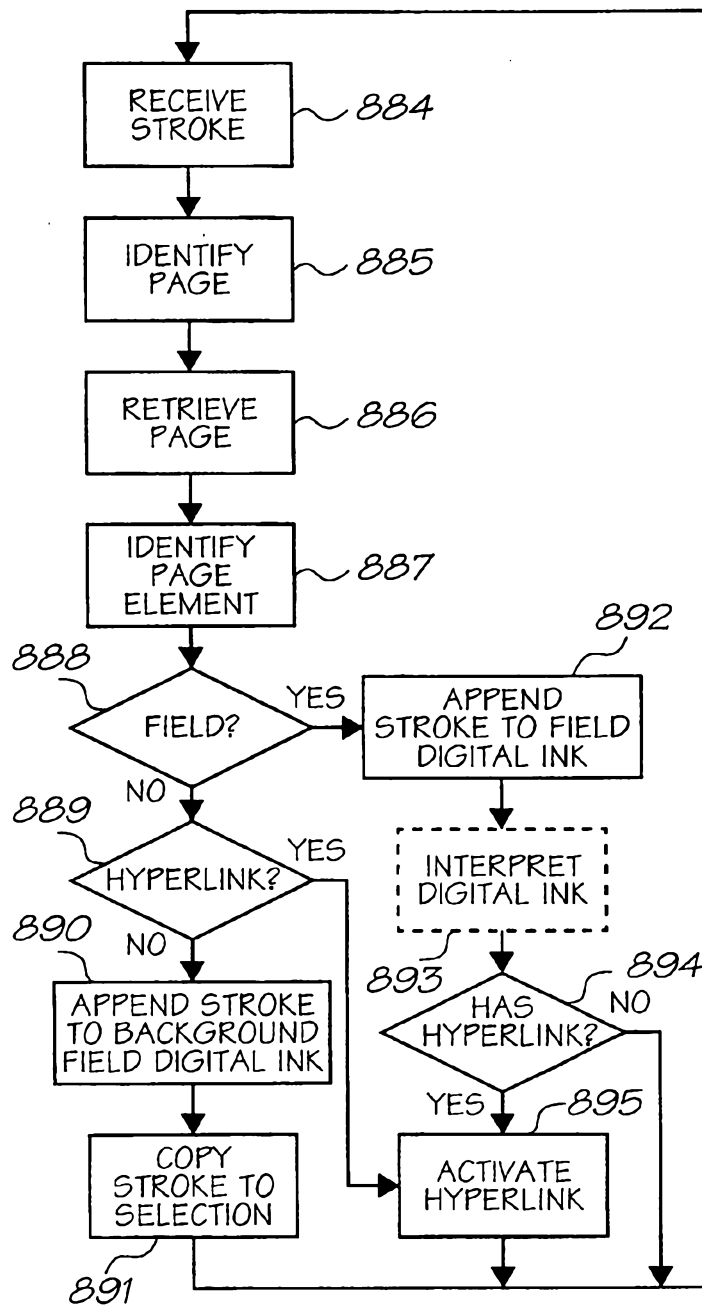 RECEIVE
STROKE
884
IDENTIFY
PAGE
885
RETRIEVE
PAGE
886
IDENTIFY
PAGE
ELEMENT
887
888
FIELD?
YES
NO
892
APPEND
STROKE TO FIELD
DIGITAL INK
889
HYPERLINK?
YES
NO
INTERPRET
DIGITAL INK
893
890
APPEND STROKE
TO BACKGROUND
FIELD DIGITAL INK
894
HAS
HYPERLINK?
NO
YES
895
COPY
STROKE TO
SELECTION
891
ACTIVATE
HYPERLINK